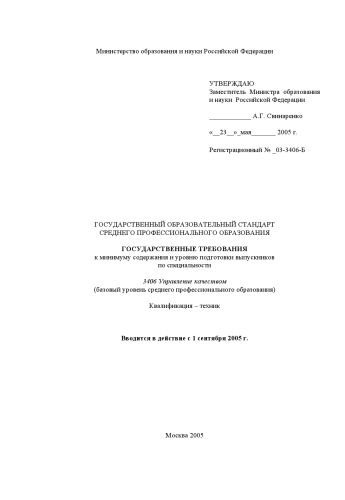 Министерство образования и науки Российской Федерации
УТВЕРЖДАЮ
Заместитель Министра образования
и науки Российской Федерации
____________ А.Г. Свинаренко
«__23__»_мая_______ 2005 г.
Регистрационный № _03-3406-Б
ГОСУДАРСТВЕННЫЙ ОБРАЗОВАТЕЛЬНЫЙ СТАНДАРТ
СРЕДНЕГО ПРОФЕССИОНАЛЬНОГО ОБРАЗОВАНИЯ
ГОСУДАРСТВЕННЫЕ ТРЕБОВАНИЯ
к минимуму содержания и уровню подготовки выпускников
по специальности
3406 Управление качеством
(базовый уровень среднего профессионального образования)
Квалификация – техник
Вводится в действие с 1 сентября 2005 г.
Москва 2005